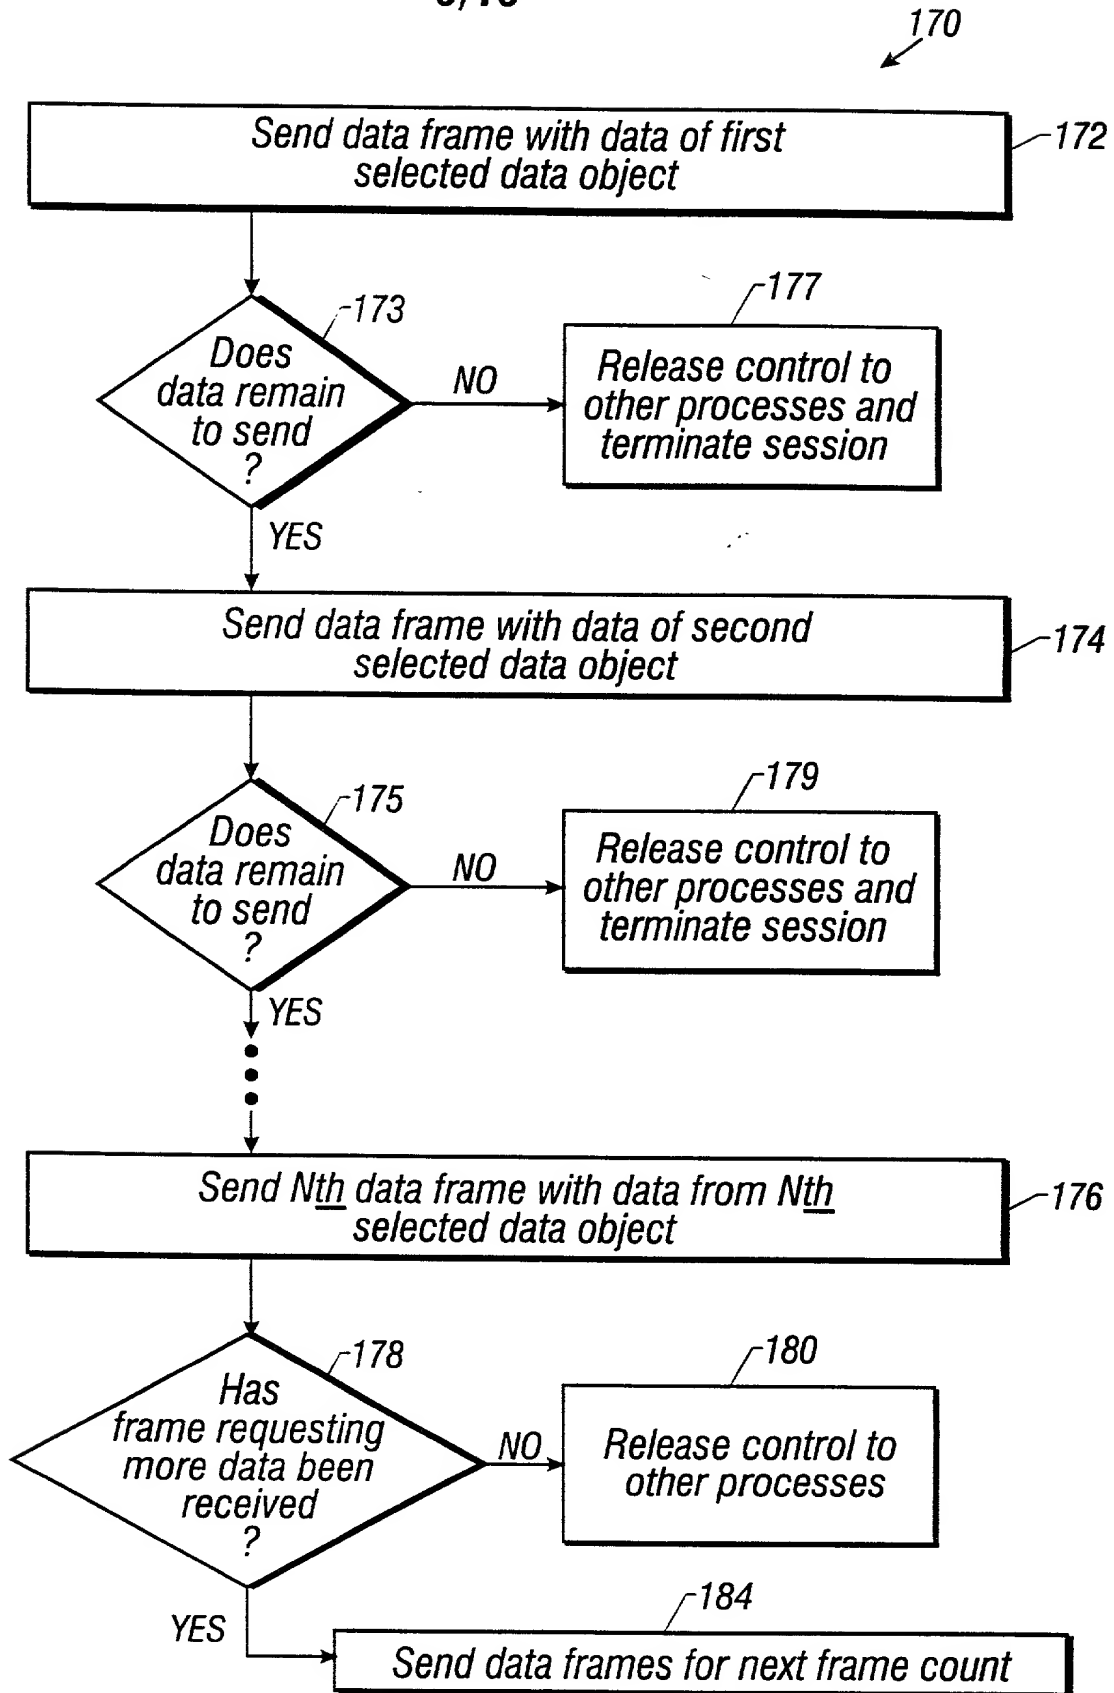 170
Send data frame with data of first
selected data object
172
173
Does
data remain
to send
?
NO
177
Release control to
other processes and
terminate session
YES
Send data frame with data of second
selected data object
174
175
Does
data remain
to send
?
NO
179
Release control to
other processes and
terminate session
YES
Send Nth data frame with data from Nth
selected data object
176
178
Has
frame requesting
more data been
received
?
NO
180
Release control to
other processes
YES
184
Send data frames for next frame count